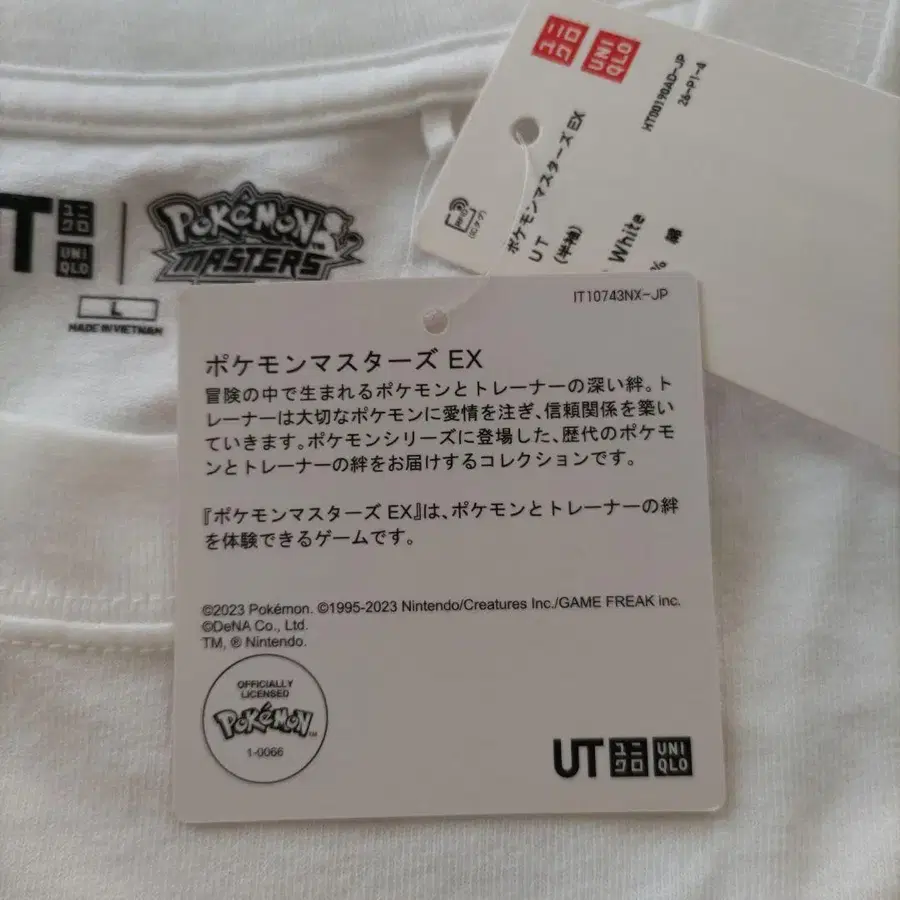 ユニ
クロ
UNI
QLO
HT00190AD-JP
26-P1-4
ポケモンマスターズ EX
UT
(半袖)
White
% 綿
T
ユニ
クロ
UNI
QLO
POKéMON
MASTERS
L
MADE IN VIETNAM
IT10743NX-JP
ポケモンマスターズ EX
冒険の中で生まれるポケモンとトレーナーの深い絆。ト
レーナーは大切なポケモンに愛情を注ぎ、信頼関係を築い
ていきます。ポケモンシリーズに登場した、歴代のポケモ
ンとトレーナーの絆をお届けするコレクションです。
『ポケモンマスターズ EX』は、ポケモンとトレーナーの絆
を体験できるゲームです。
©2023 Pokémon. ©1995-2023 Nintendo/Creatures Inc./GAME FREAK inc.
©DeNA Co., Ltd.
TM, ® Nintendo.
OFFICIALLY
LICENSED
POKéMON
1-0066
UT ユニ
クロ
UNI
QLO